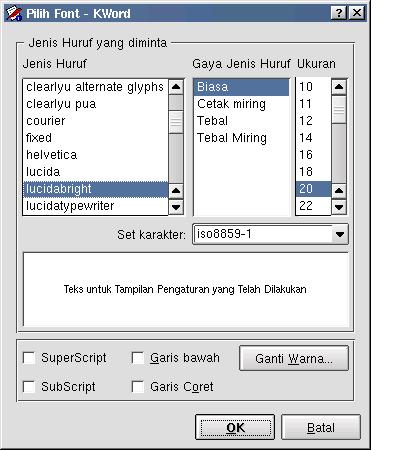 Pilih Font - KWord
Jenis Huruf yang diminta
Jenis Huruf Gaya Jenis Huruf Ukuran
clearlyu alternate glyphs Biasa 10
clearlyu pua Cetak miring 11
courier Tebal 12
fixed Tebal Miring 14
helvetica 16
lucida 18
lucidabright 20
lucidatypewriter 22
Set karakter: iso8859-1
Teks untuk Tampilan Pengaturan yang Telah Dilakukan
SuperScript Garis bawah Ganti Warna...
SubScript Garis Coret
OK Batal